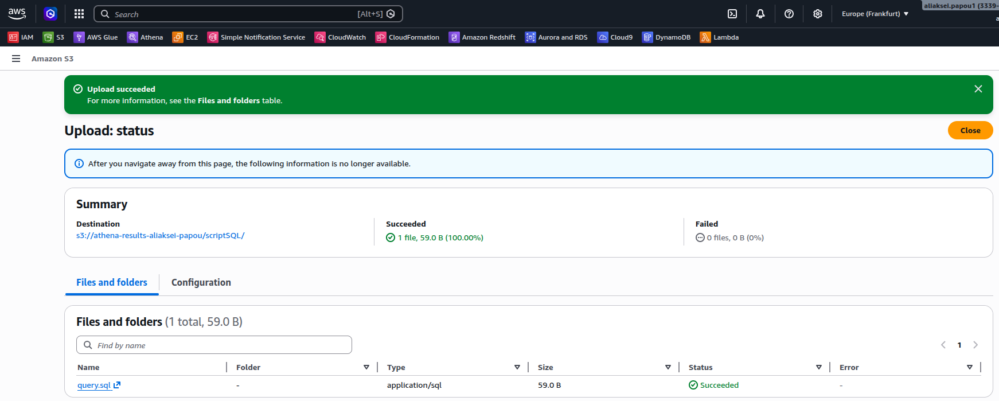 aws
Search [Alt+S]
Europe (Frankfurt)
aliaksei.papou1 (3339-
IAM S3 AWS Glue Athena EC2 Simple Notification Service CloudWatch CloudFormation Amazon Redshift Aurora and RDS Cloud9 DynamoDB Lambda
Amazon S3
Upload succeeded
For more information, see the Files and folders table.
Upload: status
Close
After you navigate away from this page, the following information is no longer available.
Summary
Destination
s3://athena-results-aliaksei-papou/scriptSQL/
Succeeded
1 file, 59.0 B (100.00%)
Failed
0 files, 0 B (0%)
Files and folders Configuration
Files and folders (1 total, 59.0 B)
Find by name
1
Name Folder Type Size Status Error
query.sql - application/sql 59.0 B Succeeded -